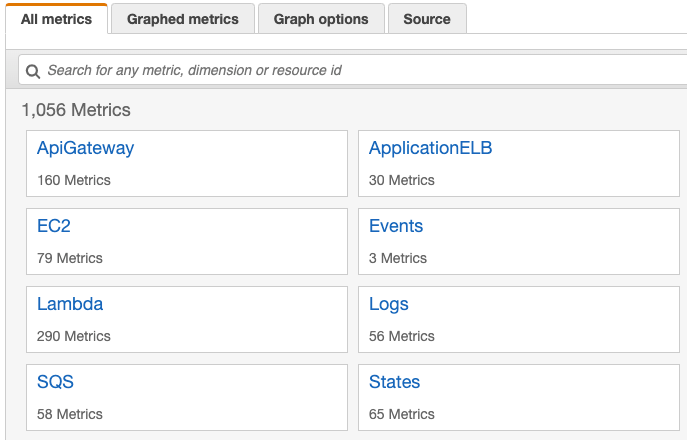 All metrics Graphed metrics Graph options Source
Search for any metric, dimension or resource id
1,056 Metrics
ApiGateway ApplicationELB
160 Metrics 30 Metrics
EC2 Events
79 Metrics 3 Metrics
Lambda Logs
290 Metrics 56 Metrics
SQS States
58 Metrics 65 Metrics